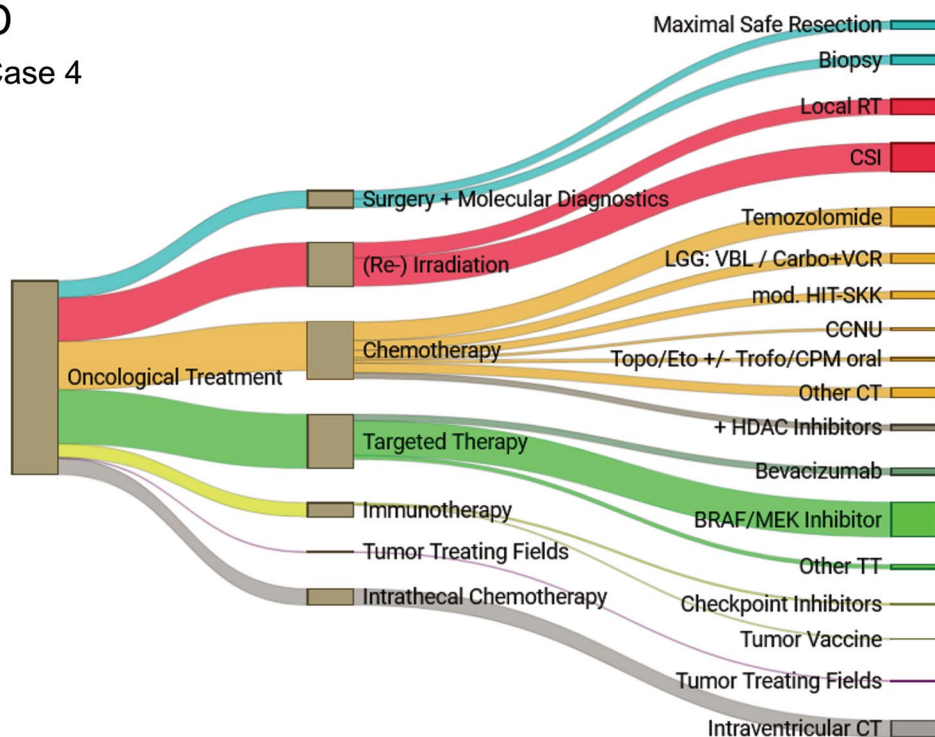 Case 4
Maximal Safe Resection
Biopsy
Local RT
CSI
Surgery + Molecular Diagnostics
Temozolomide
(Re-) Irradiation
LGG: VBL / Carbo+VCR
mod. HIT-SKK
CCNU
Chemotherapy
Topo/Eto +/- Trofo/CPM oral
Oncological Treatment
Other CT
+ HDAC Inhibitors
Targeted Therapy
Bevacizumab
Immunotherapy
BRAF/MEK Inhibitor
Tumor Treating Fields
Other TT
Intrathecal Chemotherapy
Checkpoint Inhibitors
Tumor Vaccine
Tumor Treating Fields
Intraventricular CT